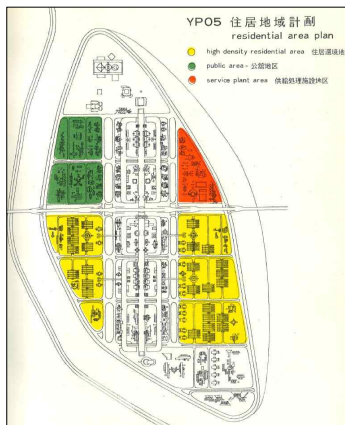 YP05 住居地域計劃
residential area plan
high density residential area 住居還境地
public area · 公館地区
service plant area 供給処理施設地区